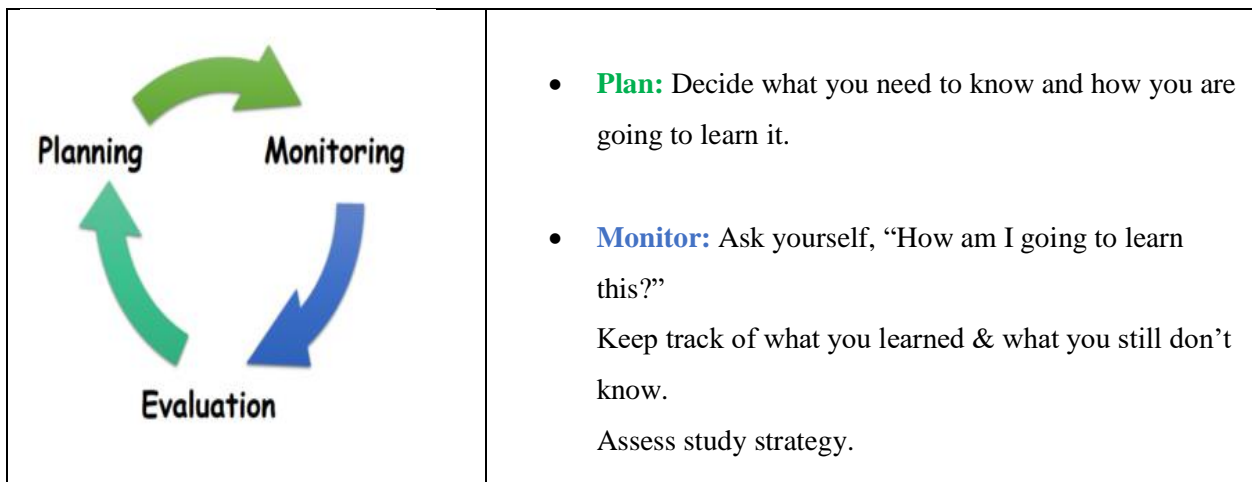 Planning
Monitoring
Evaluation
• Plan: Decide what you need to know and how you are
going to learn it.
• Monitor: Ask yourself, “How am I going to learn
this?”
Keep track of what you learned & what you still don’t
know.
Assess study strategy.